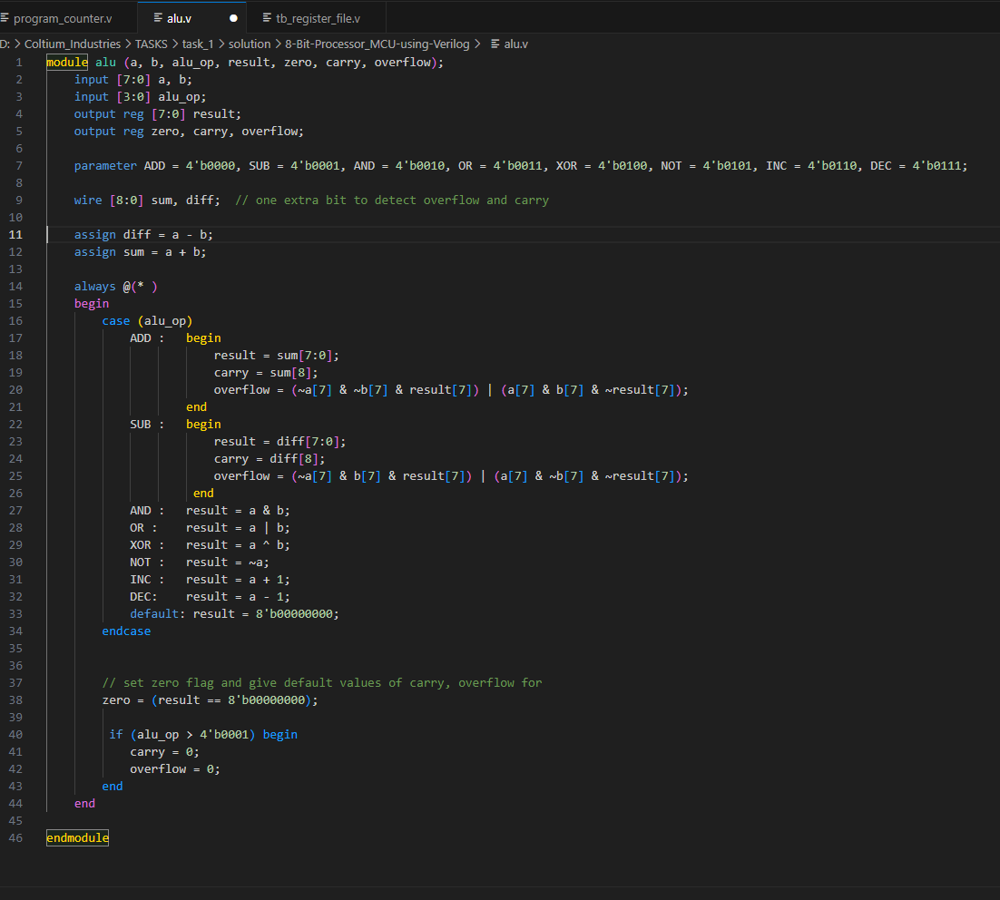 program_counter.v alu.v tb_register_file.v
D: > Coltium_Industries > TASKS > task_1 > solution > 8-Bit-Processor_MCU-using-Verilog > alu.v
1 module alu (a, b, alu_op, result, zero, carry, overflow);
2     input [7:0] a, b;
3     input [3:0] alu_op;
4     output reg [7:0] result;
5     output reg zero, carry, overflow;
6
7     parameter ADD = 4'b0000, SUB = 4'b0001, AND = 4'b0010, OR = 4'b0011, XOR = 4'b0100, NOT = 4'b0101, INC = 4'b0110, DEC = 4'b0111;
8
9     wire [8:0] sum, diff;  // one extra bit to detect overflow and carry
10
11     assign diff = a - b;
12     assign sum = a + b;
13
14     always @(* )
15     begin
16         case (alu_op)
17             ADD :   begin
18                         result = sum[7:0];
19                         carry = sum[8];
20                         overflow = (~a[7] & ~b[7] & result[7]) | (a[7] & b[7] & ~result[7]);
21                     end
22             SUB :   begin
23                         result = diff[7:0];
24                         carry = diff[8];
25                         overflow = (~a[7] & b[7] & result[7]) | (a[7] & ~b[7] & ~result[7]);
26                      end
27             AND :   result = a & b;
28             OR :    result = a | b;
29             XOR :   result = a ^ b;
30             NOT :   result = ~a;
31             INC :   result = a + 1;
32             DEC:    result = a - 1;
33             default: result = 8'b00000000;
34         endcase
35
36
37         // set zero flag and give default values of carry, overflow for
38         zero = (result == 8'b00000000);
39
40          if (alu_op > 4'b0001) begin
41             carry = 0;
42             overflow = 0;
43         end
44     end
45
46 endmodule